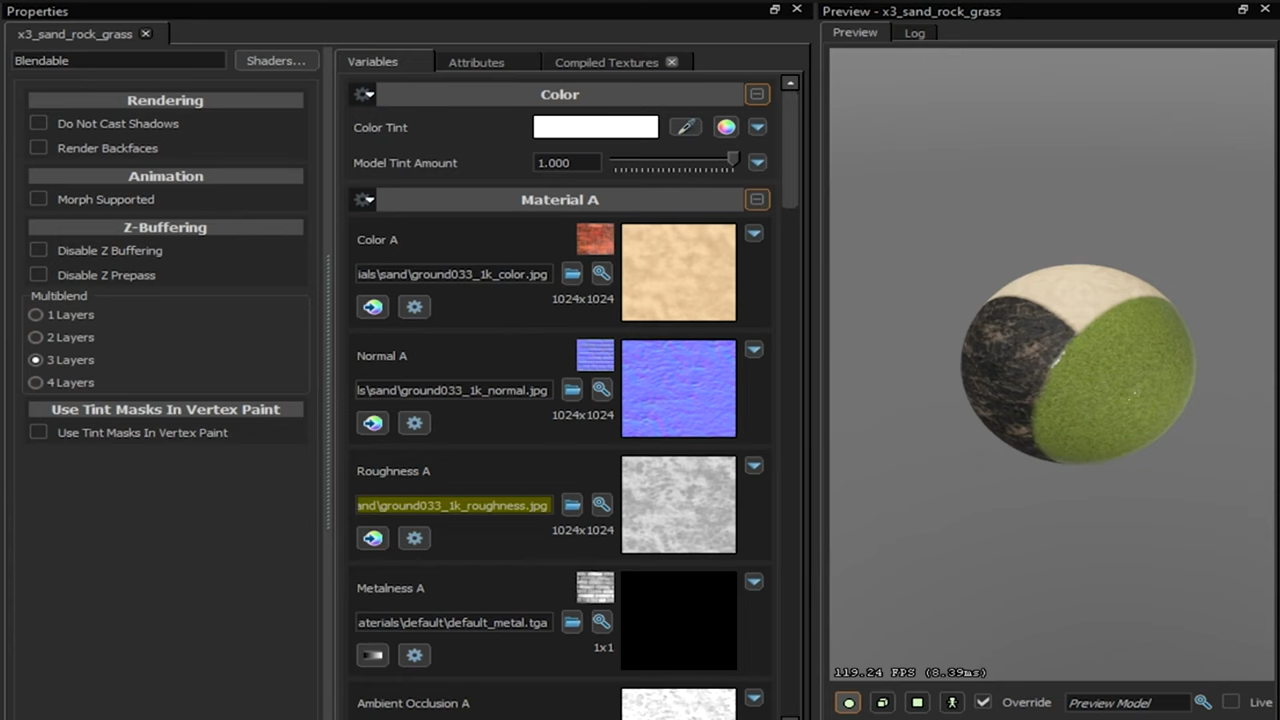 Properties
x3_sand_rock_grass
Blendable
Shaders...
Rendering
Do Not Cast Shadows
Render Backfaces
Animation
Morph Supported
Z-Buffering
Disable Z Buffering
Disable Z Prepass
Multiblend
1 Layers
2 Layers
3 Layers
4 Layers
Use Tint Masks In Vertex Paint
Use Tint Masks In Vertex Paint
Variables
Attributes
Compiled Textures
Color
Color Tint
Model Tint Amount
1.000
Material A
Color A
ials\sand\ground033_1k_color.jpg
1024x1024
Normal A
ls\sand\ground033_1k_normal.jpg
1024x1024
Roughness A
and\ground033_1k_roughness.jpg
1024x1024
Metalness A
aterials\default\default_metal.tga
1x1
Ambient Occlusion A
Preview - x3_sand_rock_grass
Preview
Log
119.24 FPS (8.39ms)
Override
Preview Model
Live